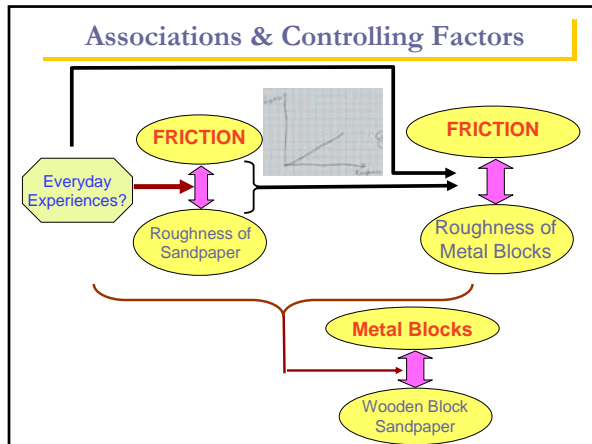 Associations & Controlling Factors
FRICTION
FRICTION
Everyday
Experiences?
Roughness of
Sandpaper
Roughness of
Metal Blocks
Metal Blocks
Wooden Block
Sandpaper